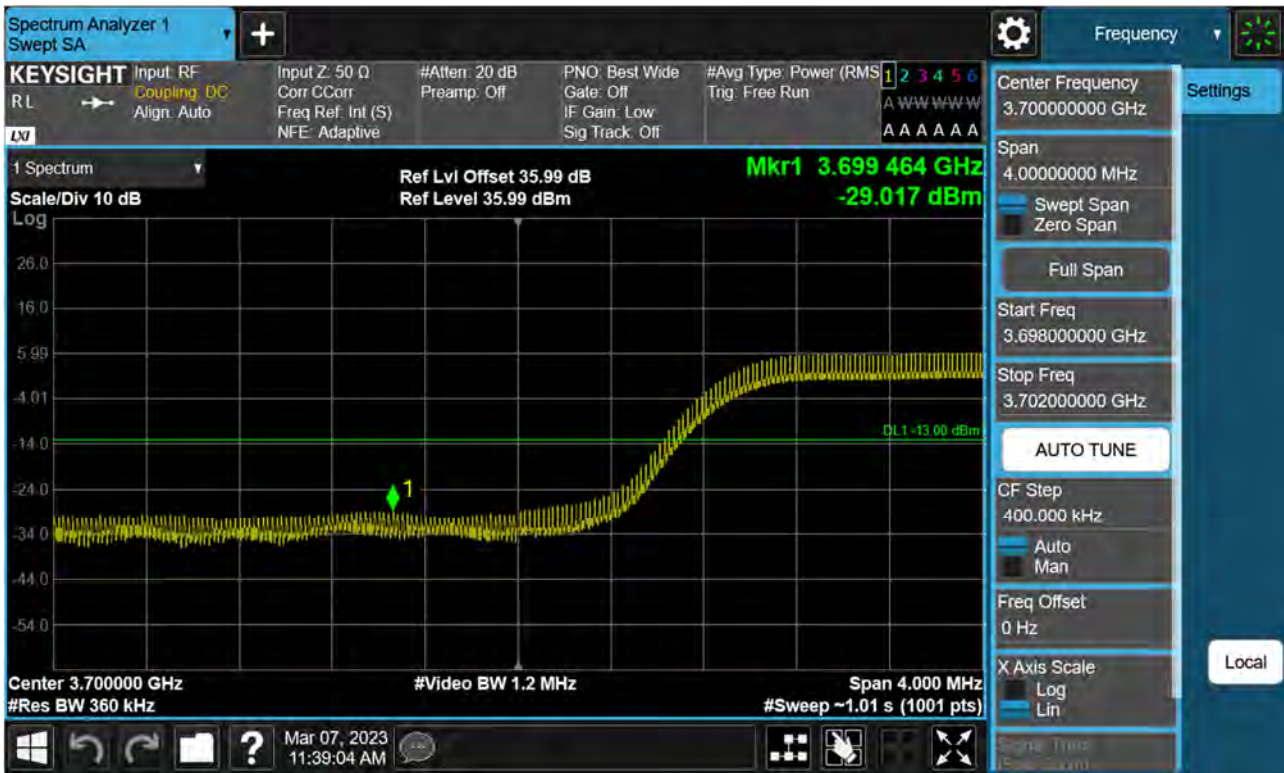 Spectrum Analyzer 1
Swept SA
+
Frequency
KEYSIGHT
RL
LXI
Input: RF
Coupling: DC
Align: Auto
Input Z: 50 Ω
Corr CCorr
Freq Ref: Int (S)
NFE: Adaptive
#Atten: 20 dB
Preamp: Off
PNO: Best Wide
Gate: Off
IF Gain: Low
Sig Track: Off
#Avg Type: Power (RMS
Trig: Free Run
1 2 3 4 5 6
A W W W W W
A A A A A A
1 Spectrum
Scale/Div 10 dB
Log
Ref Lvl Offset 35.99 dB
Ref Level 35.99 dBm
Mkr1 3.699 464 GHz
-29.017 dBm
26.0
16.0
5.99
-4.01
-14.0
-24.0
-34.0
-44.0
-54.0
DL1 -13.00 dBm
1
Center 3.700000 GHz
#Res BW 360 kHz
#Video BW 1.2 MHz
Span 4.000 MHz
#Sweep ~1.01 s (1001 pts)
Center Frequency
3.700000000 GHz
Settings
Span
4.00000000 MHz
Swept Span
Zero Span
Full Span
Start Freq
3.698000000 GHz
Stop Freq
3.702000000 GHz
AUTO TUNE
CF Step
400.000 kHz
Auto
Man
Freq Offset
0 Hz
X Axis Scale
Log
Lin
Local
?
Mar 07, 2023
11:39:04 AM